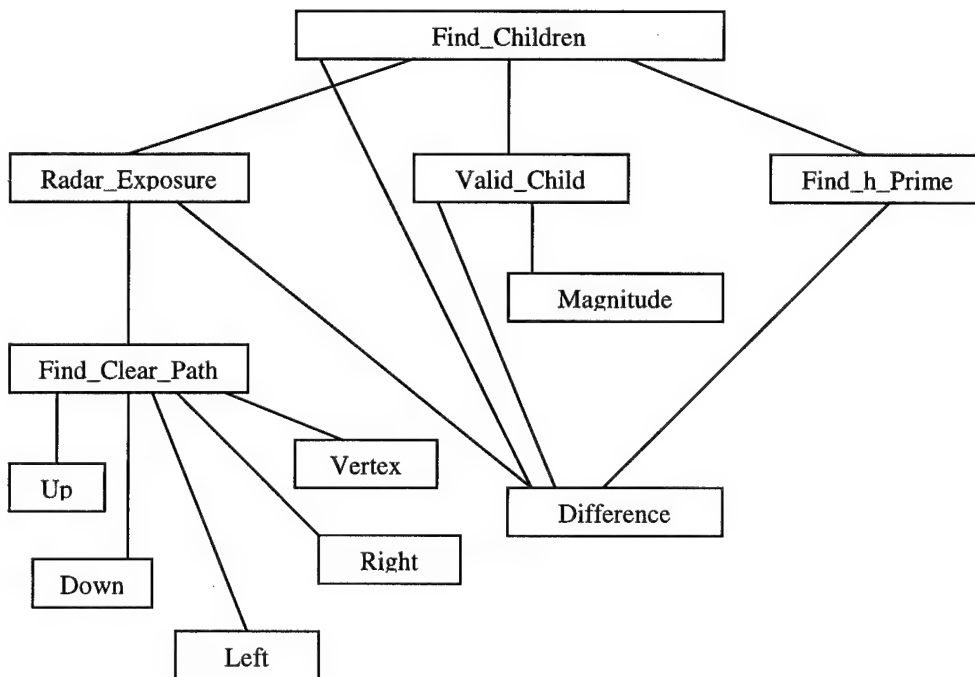 Find_Children
Radar_Exposure
Valid_Child
Find_h_Prime
Magnitude
Find_Clear_Path
Vertex
Up
Difference
Right
Down
Left